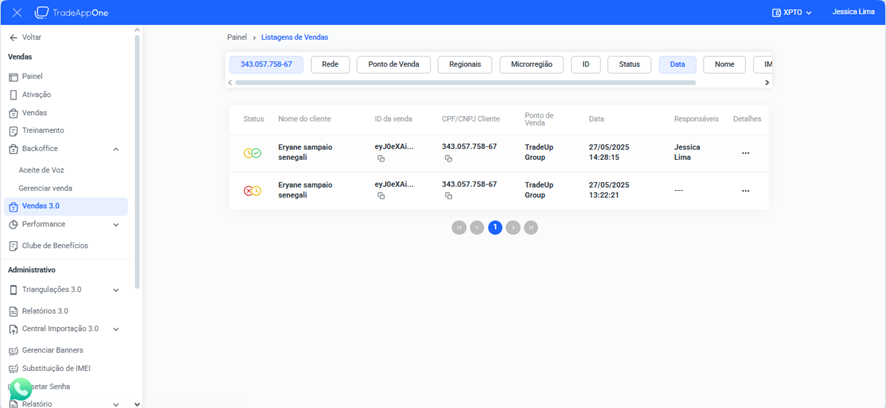 TradeAppOne
XPTO
Jessica Lima
Voltar
Vendas
Painel
Ativação
Vendas
Treinamento
Backoffice
Aceite de Voz
Gerenciar venda
Vendas 3.0
Performance
Clube de Benefícios
Administrativo
Triangulações 3.0
Relatórios 3.0
Central Importação 3.0
Gerenciar Banners
Substituição de IMEI
setar Senha
Relatório
Painel › Listagens de Vendas
343.057.758-67 Rede Ponto de Venda Regionais Microrregião ID Status Data Nome IM
Status Nome do cliente ID da venda CPF/CNPJ Cliente Ponto de Venda Data Responsáveis Detalhes
Eryane sampaio senegali eyJ0eXAi... 343.057.758-67 TradeUp Group 27/05/2025 14:28:15 Jessica Lima ...
Eryane sampaio senegali eyJ0eXAi... 343.057.758-67 TradeUp Group 27/05/2025 13:22:21 --- ...
« ‹ 1 › »